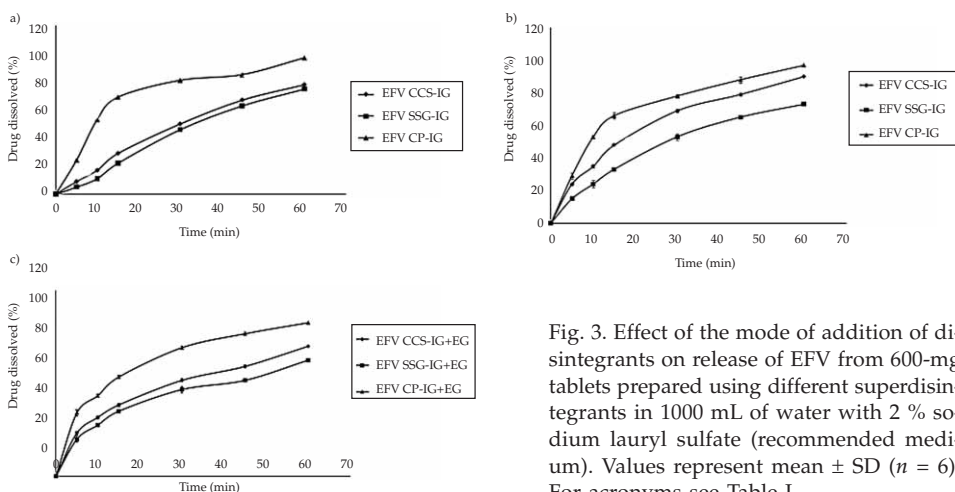 a)
120
100
80
60
40
20
0
Drug dissolved (%)
0 10 20 30 40 50 60 70
Time (min)
EFV CCS-IG
EFV SSG-IG
EFV CP-IG
b)
120
100
80
60
40
20
0
Drug dissolved (%)
0 10 20 30 40 50 60 70
Time (min)
EFV CCS-IG
EFV SSG-IG
EFV CP-IG
c)
120
100
80
60
40
20
0
Drug dissolved (%)
0 10 20 30 40 50 60 70
Time (min)
EFV CCS-IG+EG
EFV SSG-IG+EG
EFV CP-IG+EG
Fig. 3. Effect of the mode of addition of di-
sintegrants on release of EFV from 600-mg
tablets prepared using different superdisin-
tegrants in 1000 mL of water with 2 % so-
dium lauryl sulfate (recommended medi-
um). Values represent mean ± SD (n = 6).
For acronyms see Table I.